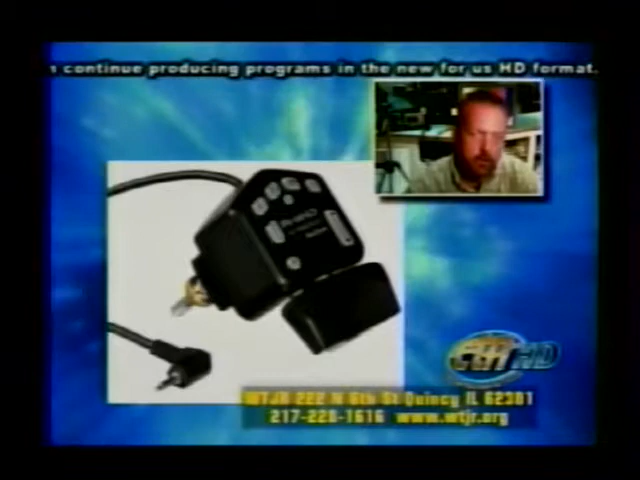 continue producing programs in the new for us HD format.
HD
WTJR 222 N 6th St Quincy IL 62301
217-228-1616 www.wtjr.org